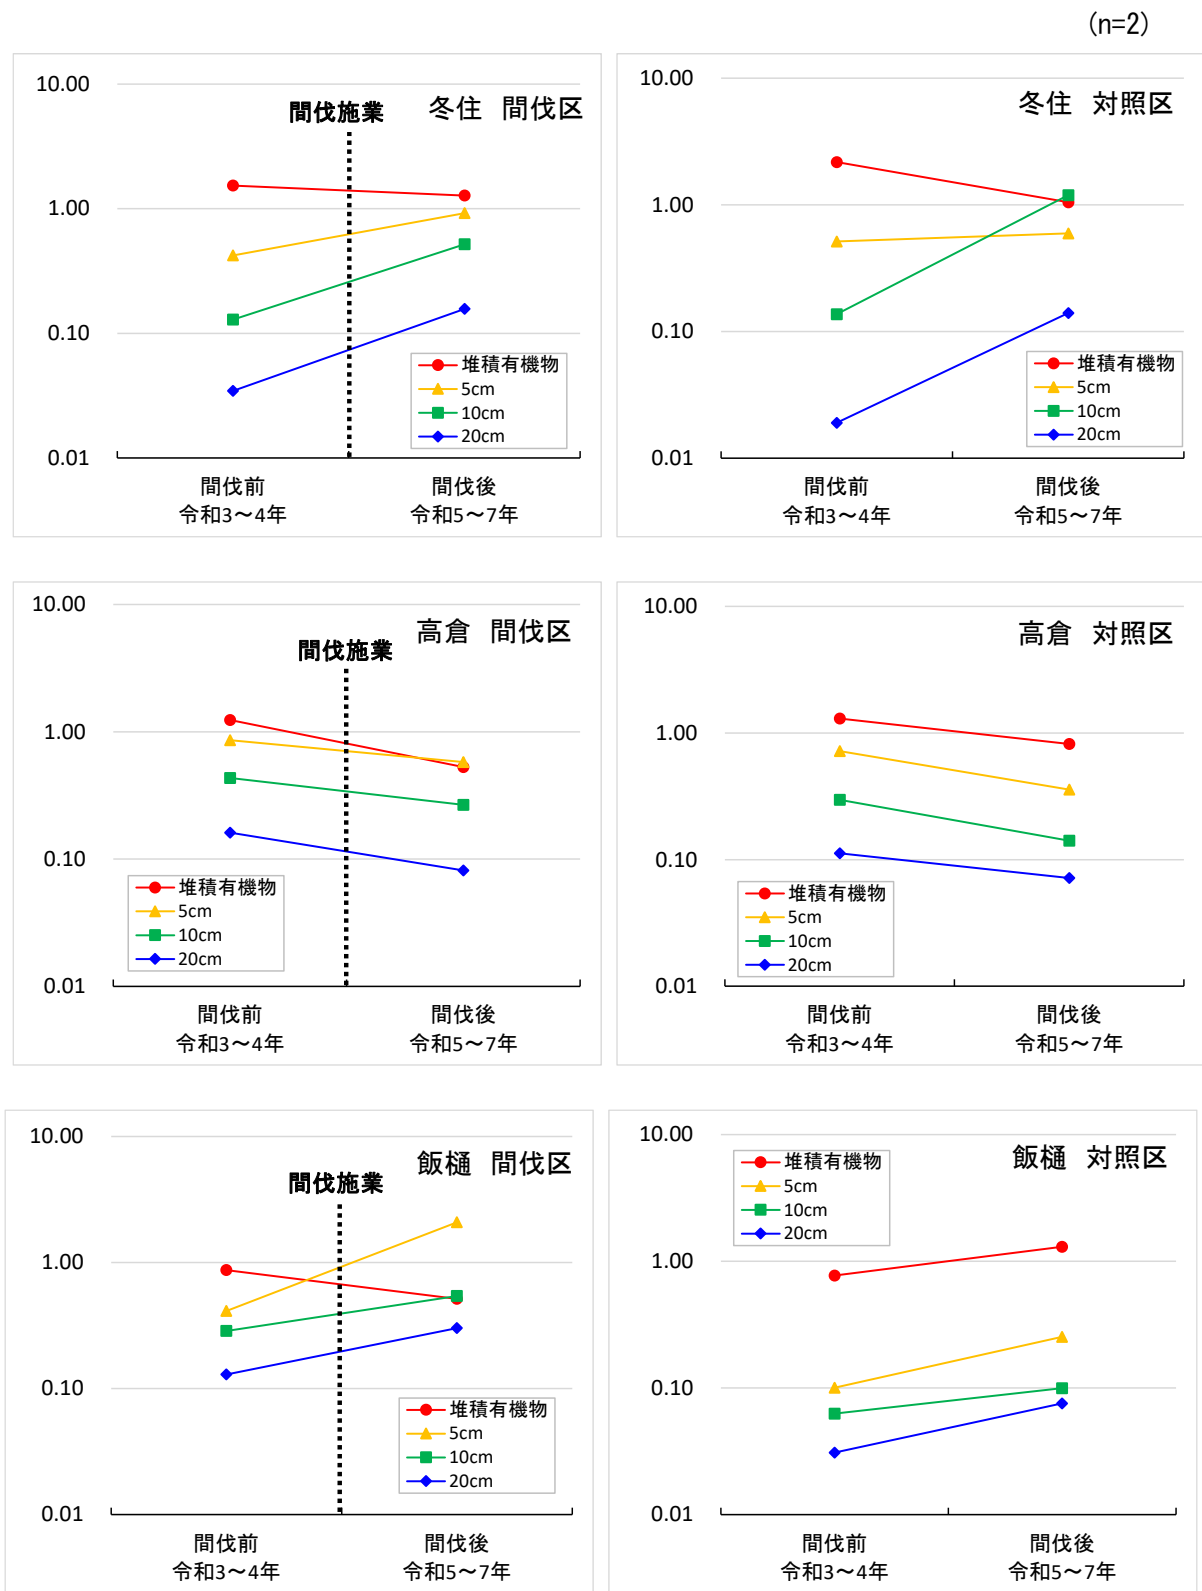 (n=2)
10.00
1.00
0.10
0.01
間伐施業
冬住 間伐区
堆積有機物
5cm
10cm
20cm
間伐前
令和3～4年
間伐後
令和5～7年
10.00
1.00
0.10
0.01
冬住 対照区
堆積有機物
5cm
10cm
20cm
間伐前
令和3～4年
間伐後
令和5～7年
10.00
1.00
0.10
0.01
間伐施業
高倉 間伐区
堆積有機物
5cm
10cm
20cm
間伐前
令和3～4年
間伐後
令和5～7年
10.00
1.00
0.10
0.01
高倉 対照区
堆積有機物
5cm
10cm
20cm
間伐前
令和3～4年
間伐後
令和5～7年
10.00
1.00
0.10
0.01
間伐施業
飯樋 間伐区
堆積有機物
5cm
10cm
20cm
間伐前
令和3～4年
間伐後
令和5～7年
10.00
1.00
0.10
0.01
飯樋 対照区
堆積有機物
5cm
10cm
20cm
間伐前
令和3～4年
間伐後
令和5～7年